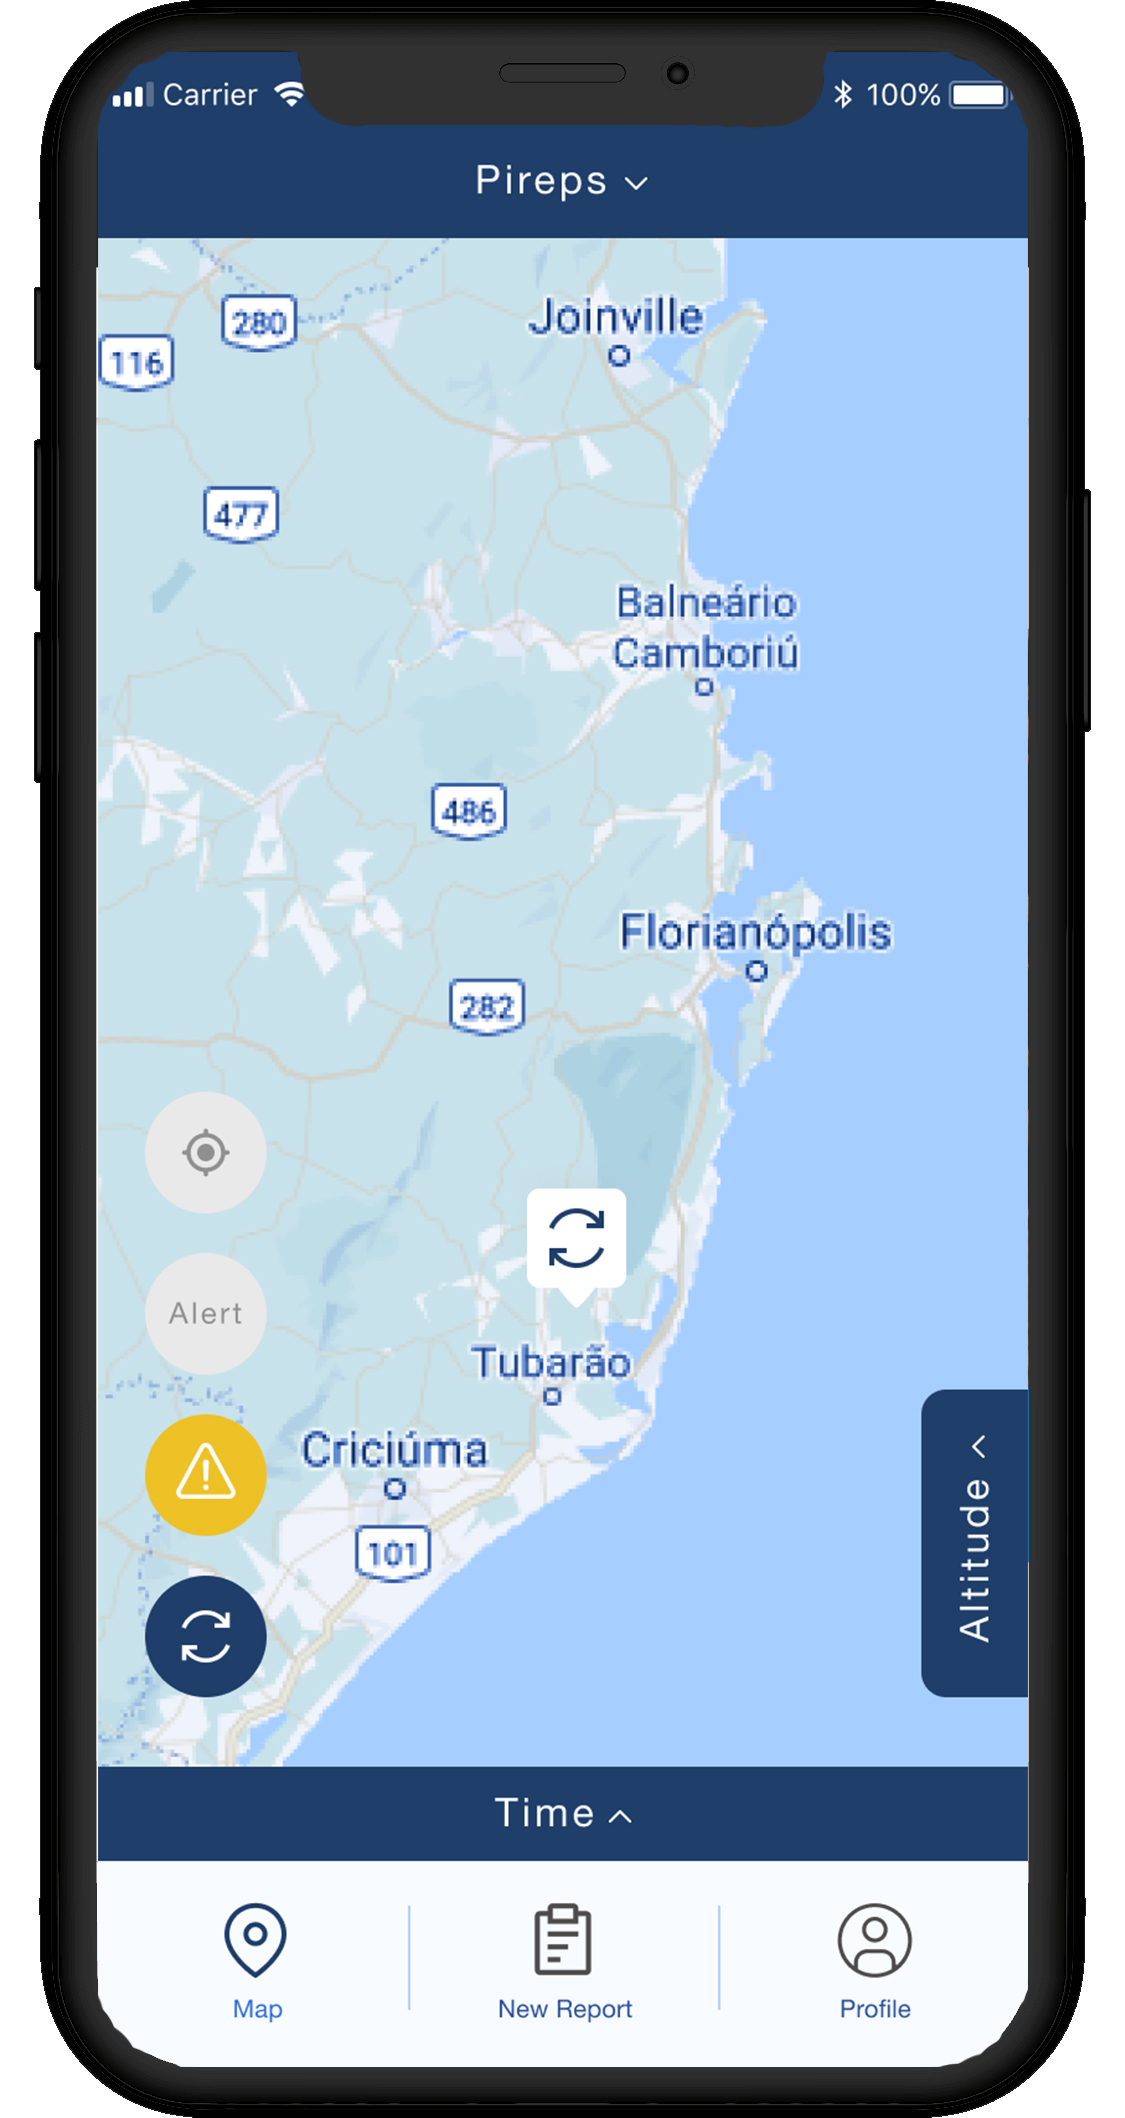 Carrier
100%
Pireps
280
Joinville
116
477
Balneário
Camboriú
486
Florianópolis
282
Alert
Tubarão
Criciúma
101
Altitude
Time
Map
New Report
Profile